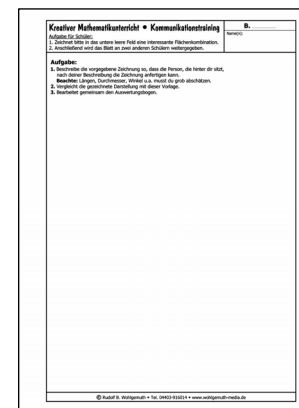 Kreativer Mathematikunterricht • Kommunikationstraining
B. ..........
Aufgabe für Schüler:
Name(n):
1. Zeichnet bitte in das untere leere Feld eine interessante Flächenkombination.
2. Anschließend wird das Blatt an zwei anderen Schülern weitergegeben.
Aufgabe:
1. Beschreibe die vorgegebene Zeichnung so, dass die Person, die hinter dir sitzt,
nach deiner Beschreibung die Zeichnung anfertigen kann.
Beachte: Längen, Durchmesser, Winkel u.a. musst du grob abschätzen.
2. Vergleicht die gezeichnete Darstellung mit dieser Vorlage.
3. Bearbeitet gemeinsam den Auswertungsbogen.
© Rudolf B. Wohlgemuth • Tel. 04403-916014 • www.wohlgemuth-media.de